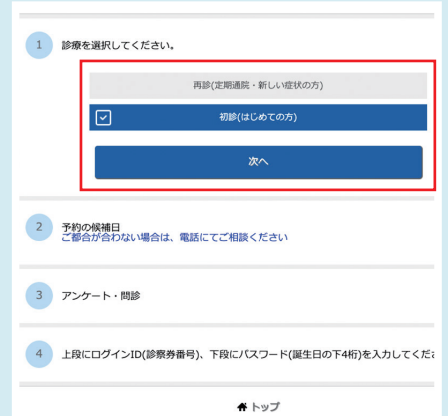 1 診療を選択してください。
再診(定期通院・新しい症状の方)
初診(はじめての方)
次へ
2 予約の候補日
ご都合が合わない場合は、電話にてご相談ください
3 アンケート・問診
4 上段にログインID(診察券番号)、下段にパスワード(誕生日の下4桁)を入力してくだ
トップ